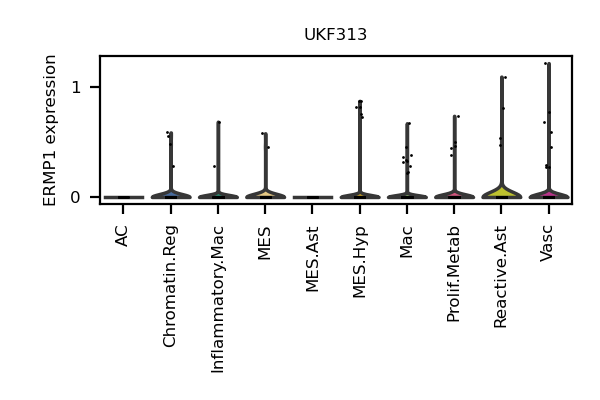 UKF313
ERMP1 expression
1
0
AC
Chromatin.Reg
Inflammatory.Mac
MES
MES.Ast
MES.Hyp
Mac
Prolif.Metab
Reactive.Ast
Vasc